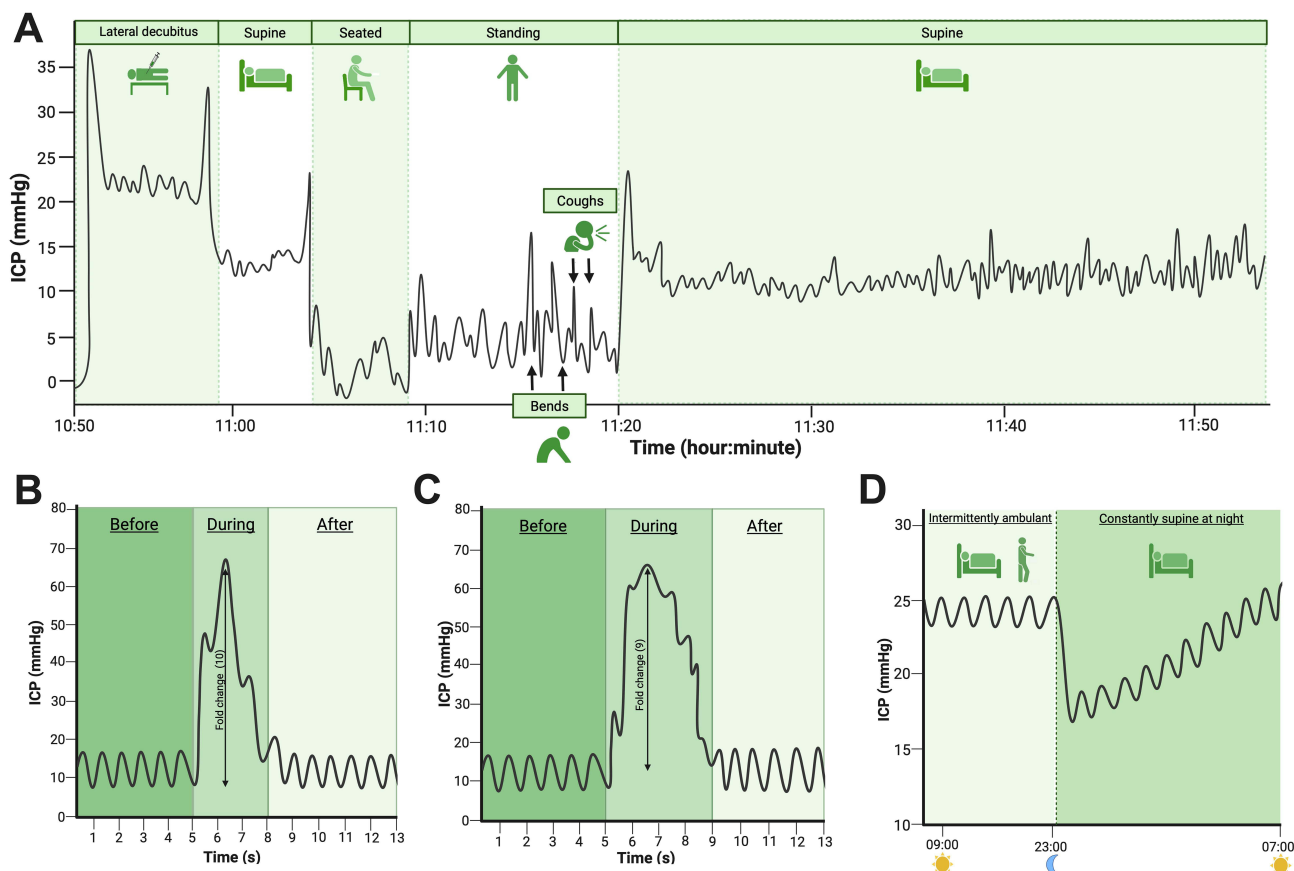 A
Lateral decubitus
Supine
Seated
Standing
Supine
ICP (mmHg)
35
30
25
20
15
10
5
0
Coughs
Bends
10:50
11:00
11:10
11:20
11:30
11:40
11:50
Time (hour:minute)
B
ICP (mmHg)
80
70
60
50
40
30
20
10
0
Before
During
After
Fold change (10)
1 2 3 4 5 6 7 8 9 10 11 12 13
Time (s)
C
ICP (mmHg)
80
70
60
50
40
30
20
10
0
Before
During
After
Fold change (9)
1 2 3 4 5 6 7 8 9 10 11 12 13
Time (s)
D
ICP (mmHg)
30
25
20
15
10
Intermittently ambulant
Constantly supine at night
09:00
23:00
07:00